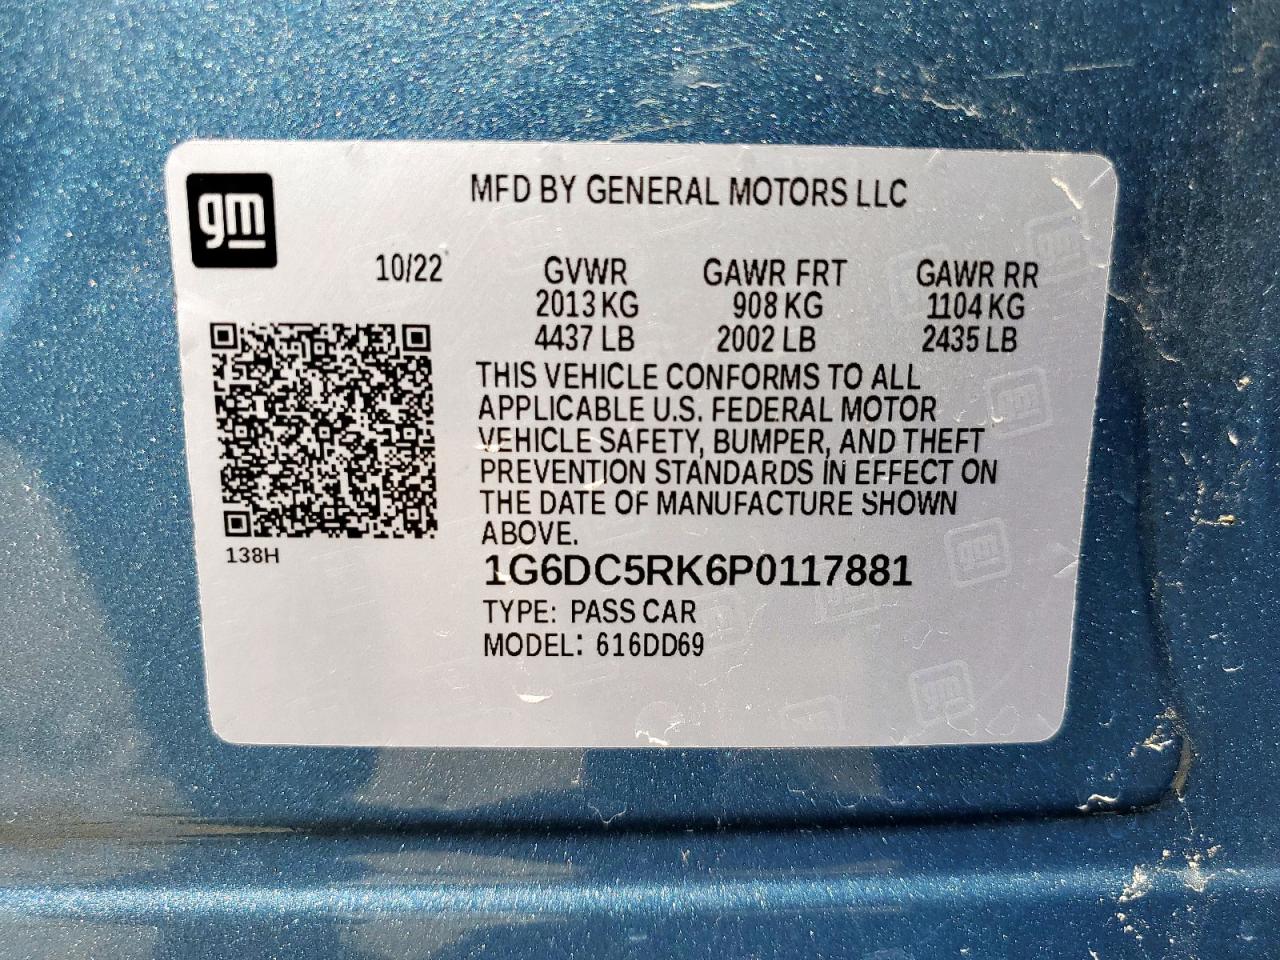 gm
MFD BY GENERAL MOTORS LLC
10/22 GVWR GAWR FRT GAWR RR
2013 KG 908 KG 1104 KG
4437 LB 2002 LB 2435 LB
THIS VEHICLE CONFORMS TO ALL
APPLICABLE U.S. FEDERAL MOTOR
VEHICLE SAFETY, BUMPER, AND THEFT
PREVENTION STANDARDS IN EFFECT ON
THE DATE OF MANUFACTURE SHOWN
ABOVE.
138H
1G6DC5RK6P0117881
TYPE: PASS CAR
MODEL: 616DD69